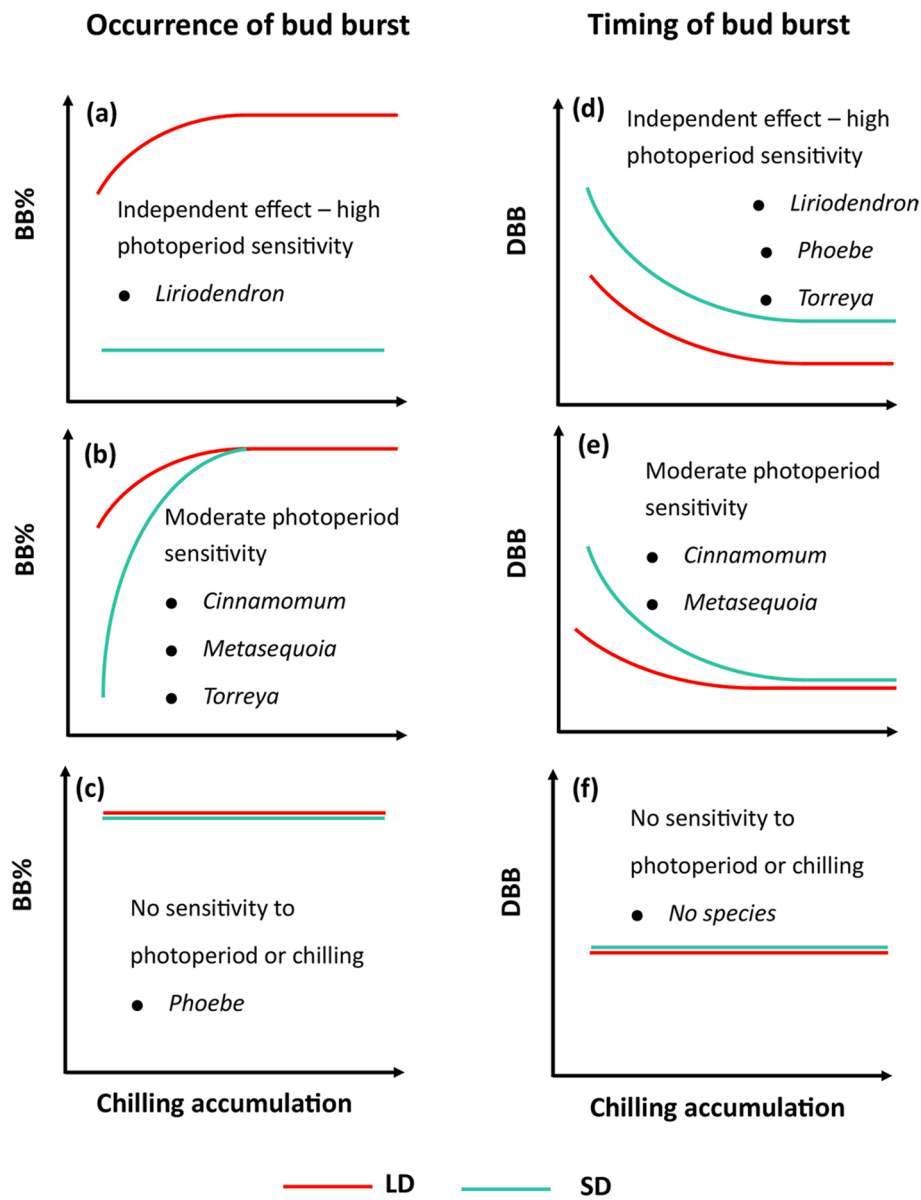 Occurrence of bud burst
Timing of bud burst
(a)
BB%
Independent effect – high
photoperiod sensitivity
● Liriodendron
(d)
DBB
Independent effect – high
photoperiod sensitivity
● Liriodendron
● Phoebe
● Torreya
(b)
BB%
Moderate photoperiod
sensitivity
● Cinnamomum
● Metasequoia
● Torreya
(e)
DBB
Moderate photoperiod
sensitivity
● Cinnamomum
● Metasequoia
(c)
BB%
No sensitivity to
photoperiod or chilling
● Phoebe
Chilling accumulation
(f)
DBB
No sensitivity to
photoperiod or chilling
● No species
Chilling accumulation
LD
SD